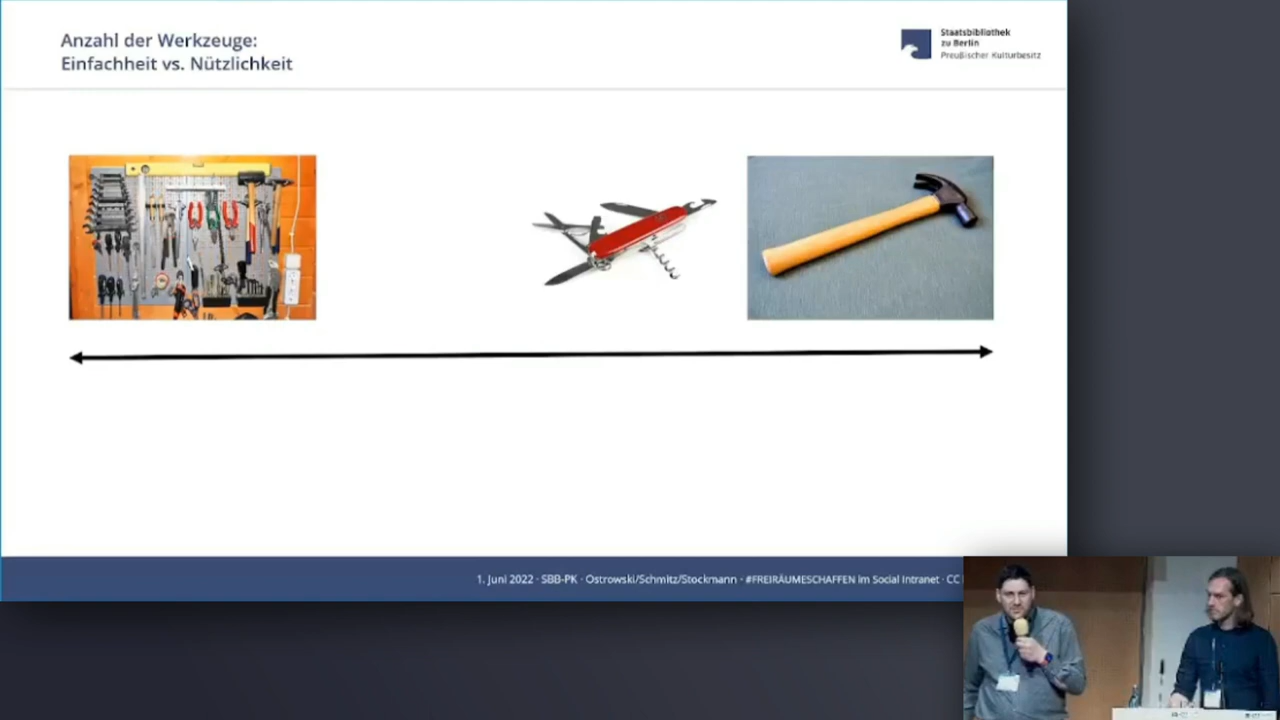 Anzahl der Werkzeuge:
Einfachheit vs. Nützlichkeit
Staatsbibliothek
zu Berlin
Preußischer Kulturbesitz
1. Juni 2022 · SBB-PK · Ostrowski/Schmitz/Stockmann · #FREIRÄUMESCHAFFEN im Social Intranet · CC